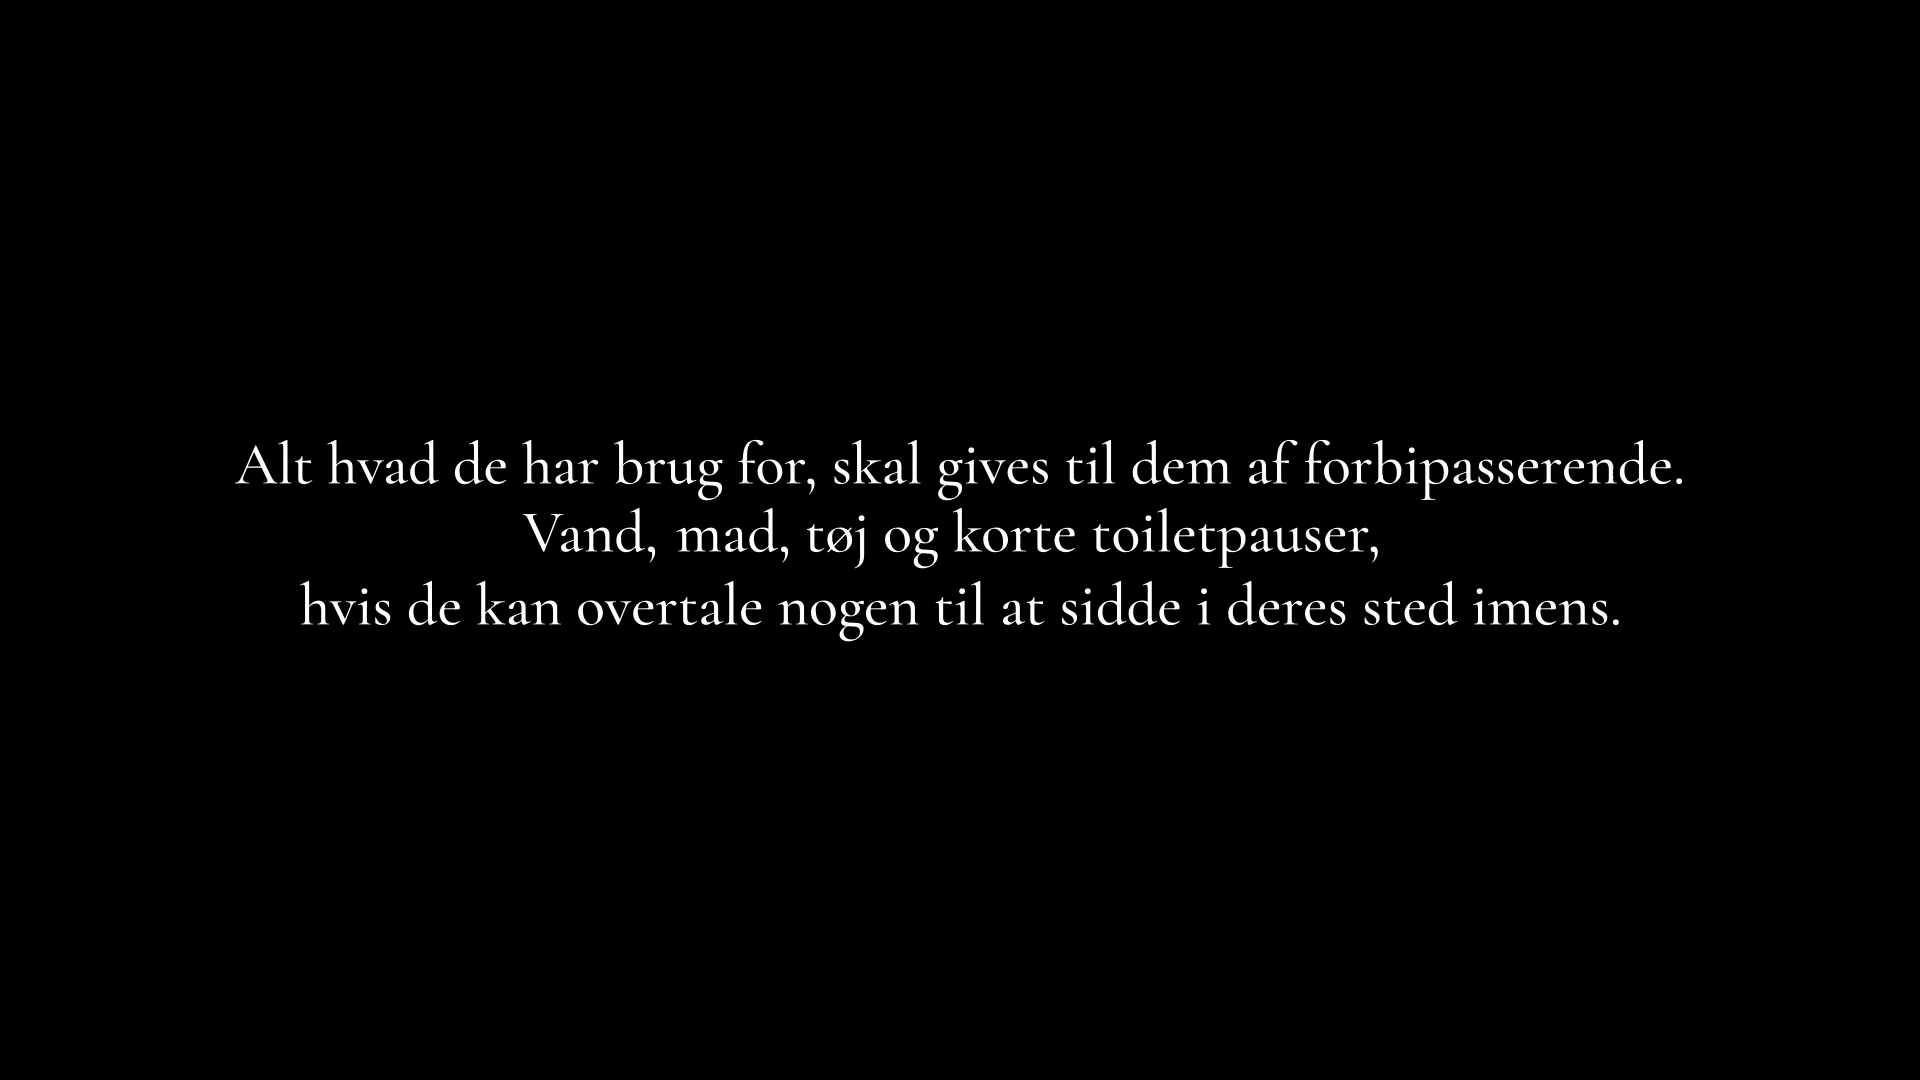 Alt hvad de har brug for, skal gives til dem af forbipasserende.
Vand, mad, tøj og korte toiletpauser,
hvis de kan overtale nogen til at sidde i deres sted imens.